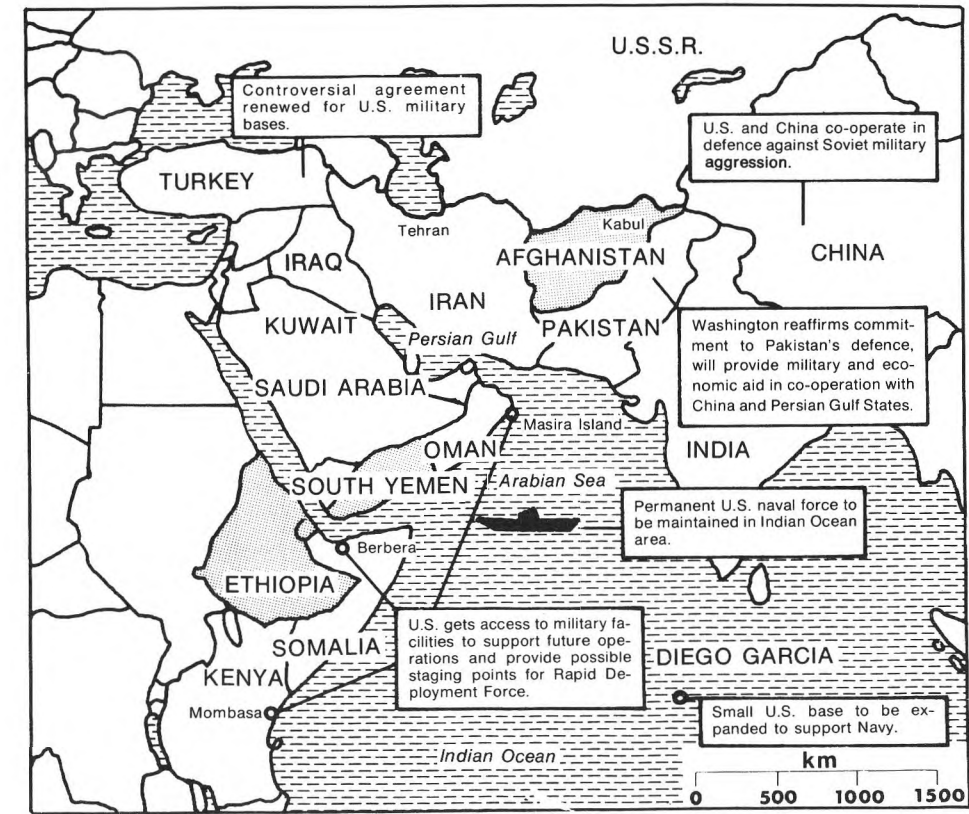 U.S.S.R.
Controversial agreement
renewed for U.S. military
bases.
U.S. and China co-operate in
defence against Soviet military
aggression.
TURKEY
Tehran
Kabul
AFGHANISTAN
CHINA
IRAQ
IRAN
KUWAIT
PAKISTAN
Persian Gulf
Washington reaffirms commit-
ment to Pakistan's defence,
will provide military and eco-
nomic aid in co-operation with
China and Persian Gulf States.
SAUDI ARABIA
Masira Island
OMAN
INDIA
SOUTH YEMEN
Arabian Sea
Permanent U.S. naval force to
be maintained in Indian Ocean
area.
Berbera
ETHIOPIA
U.S. gets access to military fa-
cilities to support future ope-
rations and provide possible
staging points for Rapid De-
ployment Force.
SOMALIA
DIEGO GARCIA
KENYA
Mombasa
Small U.S. base to be ex-
panded to support Navy.
Indian Ocean
km
0 500 1000 1500